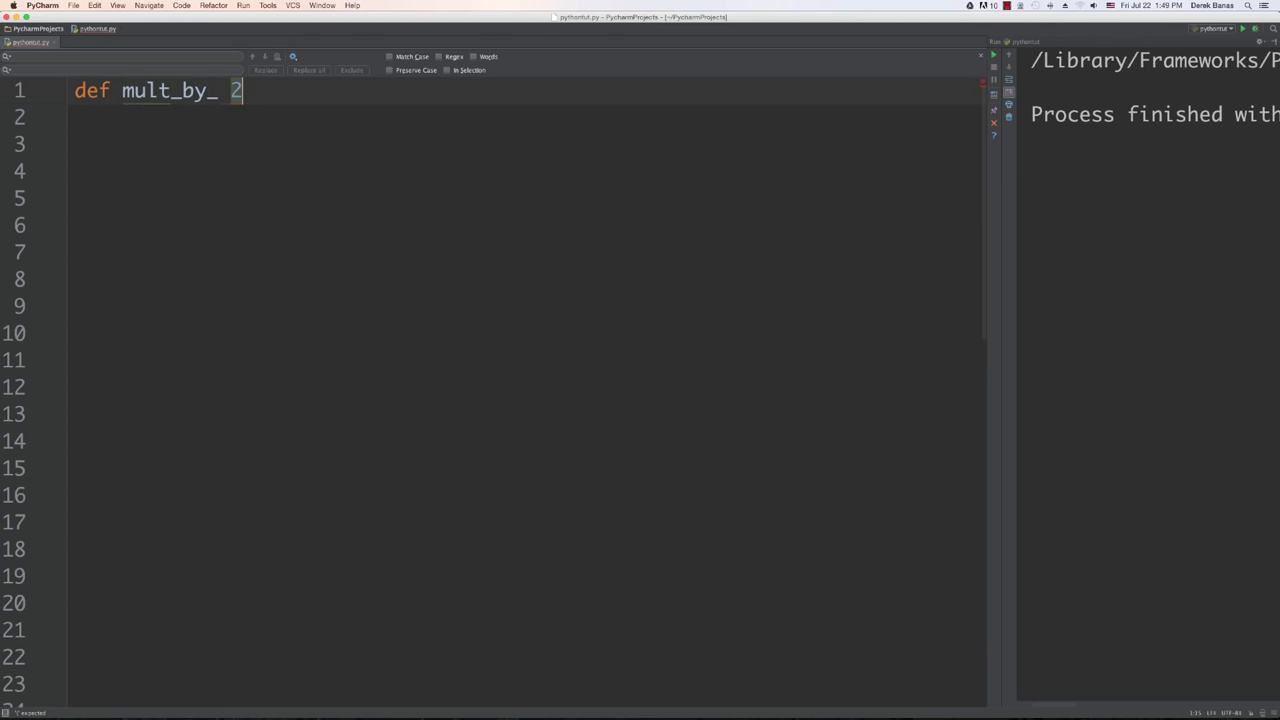 PyCharm File Edit View Navigate Code Refactor Run Tools VCS Window Help
10 Fri Jul 22 1:49 PM Derek Banas
pythontut.py - PycharmProjects - [~/PycharmProjects]
PycharmProjects pythontut.py pythontut
pythontut.py Run pythontut
Match Case Regex Words
Replace Replace all Exclude Preserve Case In Selection
/Library/Frameworks/P
1 def mult_by_ 2
2
Process finished with
3
4
5
6
7
8
9
10
11
12
13
14
15
16
17
18
19
20
21
22
23
'(' expected 1:15 LF÷ UTF-8÷